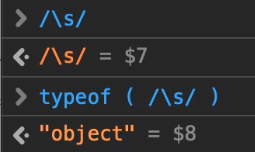 > /\s/
< /\s/ = $7
> typeof ( /\s/ )
< "object" = $8